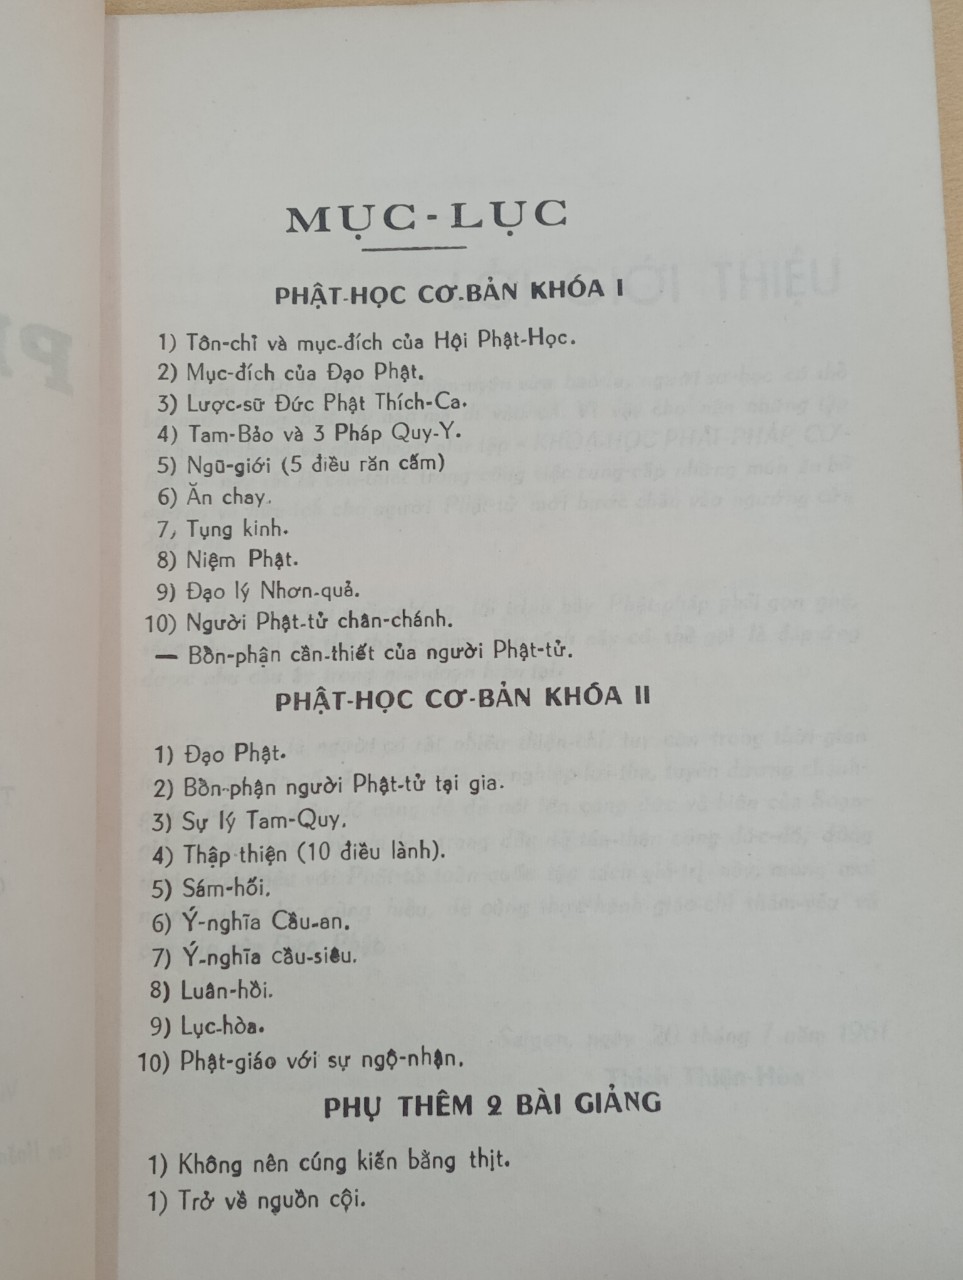 MỤC-LỤC
PHẬT-HỌC CƠ-BẢN KHÓA I
1) Tôn-chỉ và mục-đích của Hội Phật-Học.
2) Mục-đích của Đạo Phật.
3) Lược-sữ Đức Phật Thích-Ca.
4) Tam-Bảo và 3 Pháp Quy-Y.
5) Ngũ-giới (5 điều răn cấm)
6) Ăn chay.
7, Tụng kinh.
8) Niệm Phật.
9) Đạo lý Nhơn-quả.
10) Người Phật-tử chân-chánh.
— Bồn-phận cần-thiết của người Phật-tử.
PHẬT-HỌC CƠ-BẢN KHÓA II
1) Đạo Phật.
2) Bồn-phận người Phật-tử tại gia.
3) Sự lý Tam-Quy.
4) Thập thiện (10 điều lành).
5) Sám-hối.
6) Ý-nghĩa Cầu-an.
7) Ý-nghĩa cầu-siêu.
8) Luân-hồi.
9) Lục-hòa.
10) Phật-giáo với sự ngộ-nhận.
PHỤ THÊM 2 BÀI GIẢNG
1) Không nên cúng kiến bằng thịt.
1) Trở về nguồn cội.